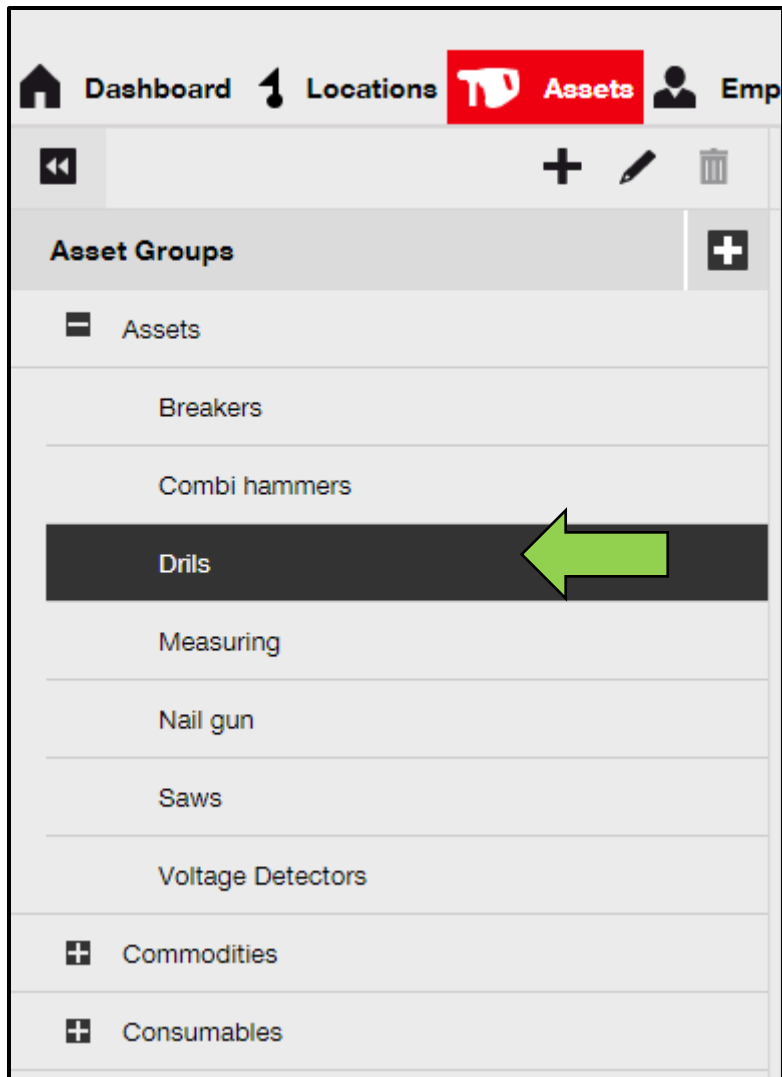 Dashboard Locations Assets Emp
Asset Groups
Assets
Breakers
Combi hammers
Drils
Measuring
Nail gun
Saws
Voltage Detectors
Commodities
Consumables